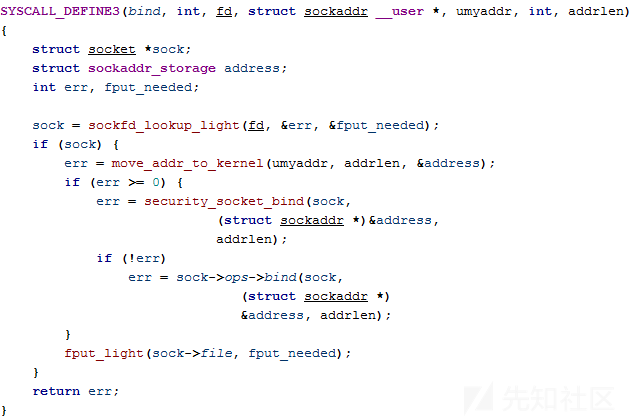 SYSCALL_DEFINE3(bind, int, fd, struct sockaddr __user *, umyaddr, int, addrlen)
{
    struct socket *sock;
    struct sockaddr_storage address;
    int err, fput_needed;

    sock = sockfd_lookup_light(fd, &err, &fput_needed);
    if (sock) {
        err = move_addr_to_kernel(umyaddr, addrlen, &address);
        if (err >= 0) {
            err = security_socket_bind(sock,
                           (struct sockaddr *)&address,
                           addrlen);
            if (!err)
                err = sock->ops->bind(sock,
                              (struct sockaddr *)
                              &address, addrlen);
        }
        fput_light(sock->file, fput_needed);
    }
    return err;
}
先知社区